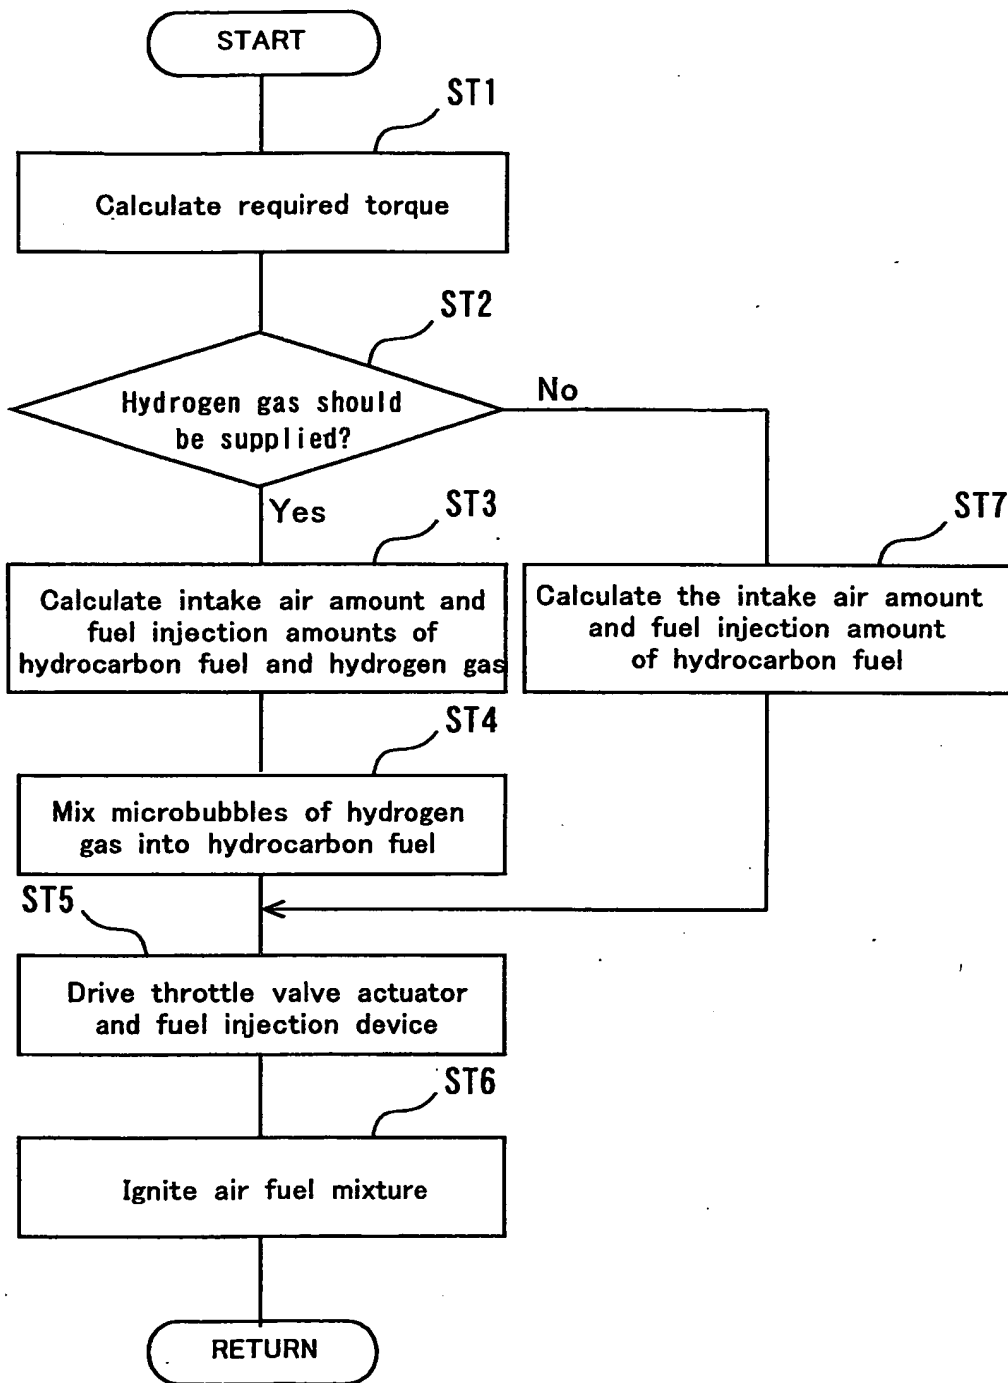 START
ST1
Calculate required torque
ST2
Hydrogen gas should
be supplied?
No
Yes
ST3
Calculate intake air amount and
fuel injection amounts of
hydrocarbon fuel and hydrogen gas
ST7
Calculate the intake air amount
and fuel injection amount
of hydrocarbon fuel
ST4
Mix microbubbles of hydrogen
gas into hydrocarbon fuel
ST5
Drive throttle valve actuator
and fuel injection device
ST6
Ignite air fuel mixture
RETURN